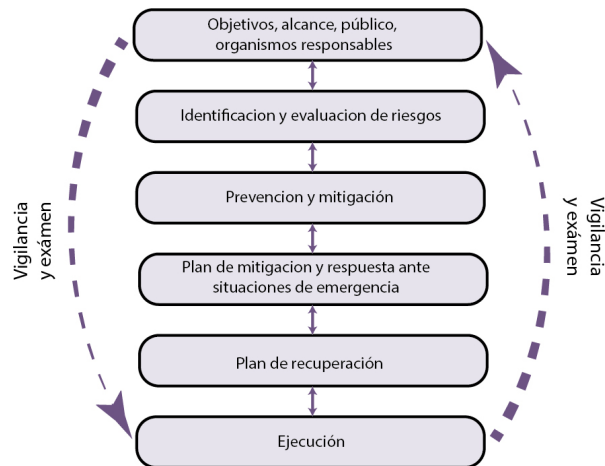 Objetivos, alcance, público,
organismos responsables
Identificacion y evaluacion de riesgos
Prevencion y mitigación
Plan de mitigacion y respuesta ante
situaciones de emergencia
Plan de recuperación
Ejecución
Vigilancia
y exámen
Vigilancia
y exámen